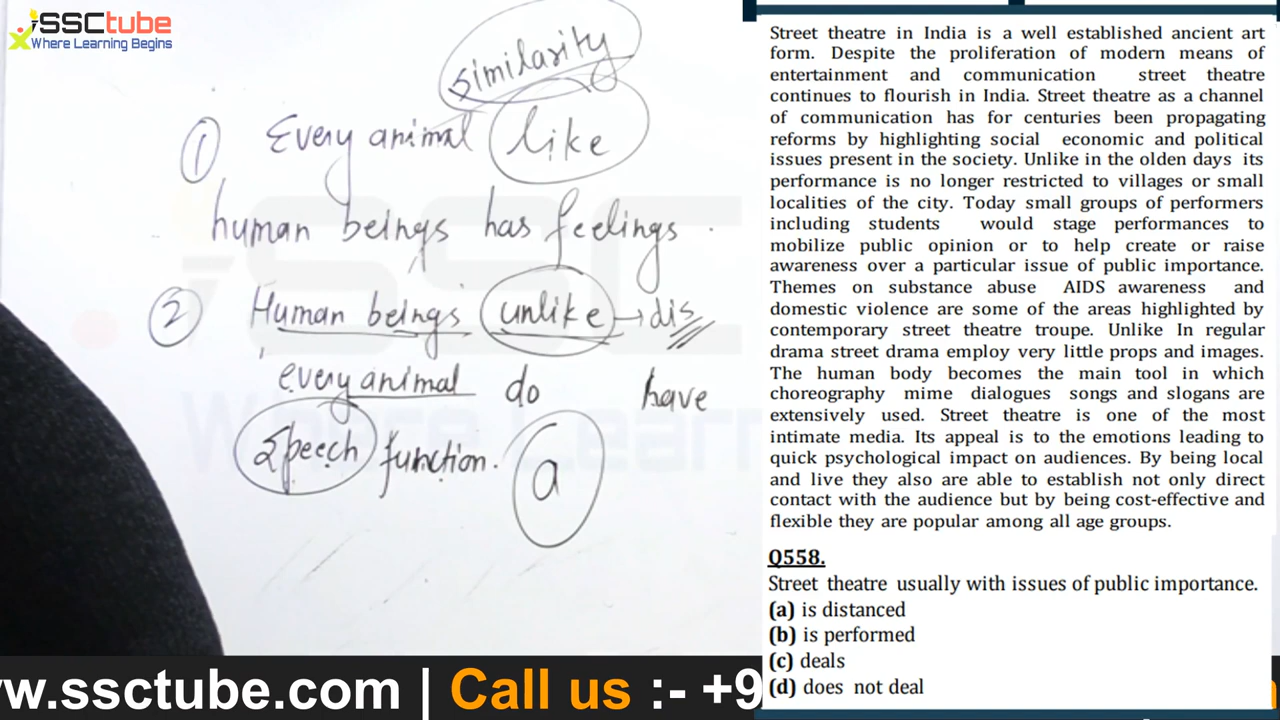 SSCtube
Where Learning Begins
similarity
1 Every animal like
human beings has feelings.
2 Human beings unlike → dis
every animal do have
Speech function. a
Street theatre in India is a well established ancient art
form. Despite the proliferation of modern means of
entertainment and communication street theatre
continues to flourish in India. Street theatre as a channel
of communication has for centuries been propagating
reforms by highlighting social economic and political
issues present in the society. Unlike in the olden days its
performance is no longer restricted to villages or small
localities of the city. Today small groups of performers
including students would stage performances to
mobilize public opinion or to help create or raise
awareness over a particular issue of public importance.
Themes on substance abuse AIDS awareness and
domestic violence are some of the areas highlighted by
contemporary street theatre troupe. Unlike In regular
drama street drama employ very little props and images.
The human body becomes the main tool in which
choreography mime dialogues songs and slogans are
extensively used. Street theatre is one of the most
intimate media. Its appeal is to the emotions leading to
quick psychological impact on audiences. By being local
and live they also are able to establish not only direct
contact with the audience but by being cost-effective and
flexible they are popular among all age groups.
Q558.
Street theatre usually with issues of public importance.
(a) is distanced
(b) is performed
(c) deals
(d) does not deal
w.ssctube.com | Call us :- +9